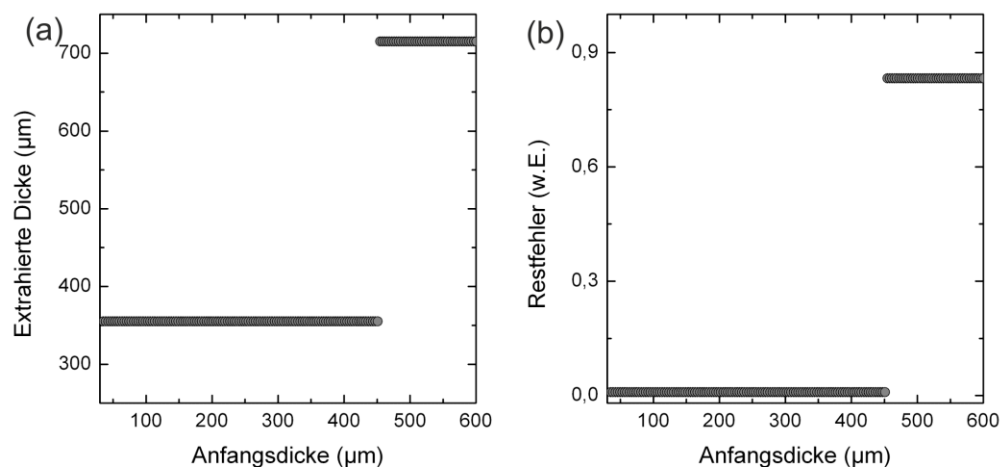 (a)
Extrahierte Dicke (µm)
700
600
500
400
300
100 200 300 400 500 600
Anfangsdicke (µm)
(b)
Restfehler (w.E.)
0,9
0,6
0,3
0,0
100 200 300 400 500 600
Anfangsdicke (µm)